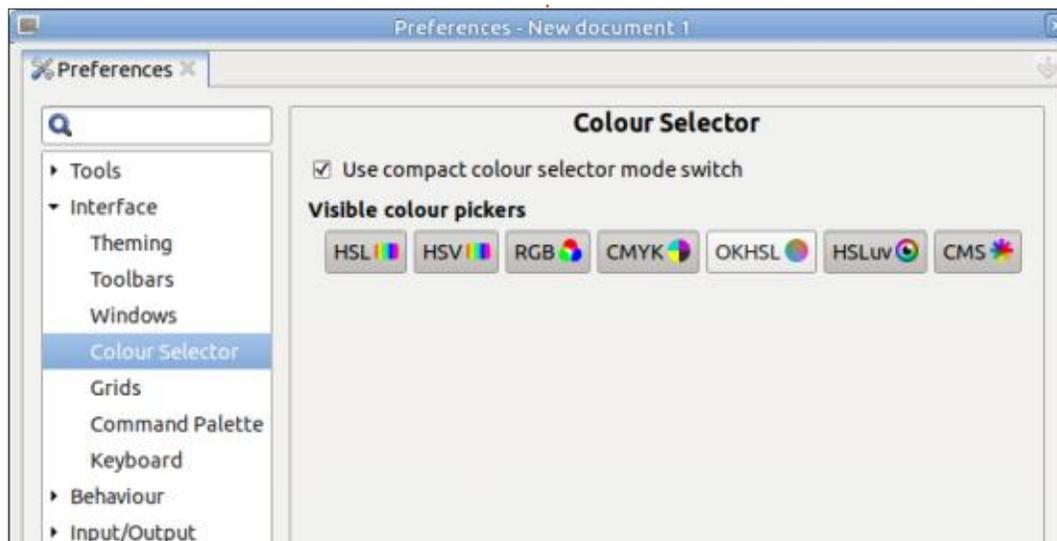 Preferences - New document 1
Preferences
Colour Selector
Use compact colour selector mode switch
Visible colour pickers
HSL HSV RGB CMYK OKHSL HSLuv CMS
Tools
Interface
Theming
Toolbars
Windows
Colour Selector
Grids
Command Palette
Keyboard
Behaviour
Input/Output